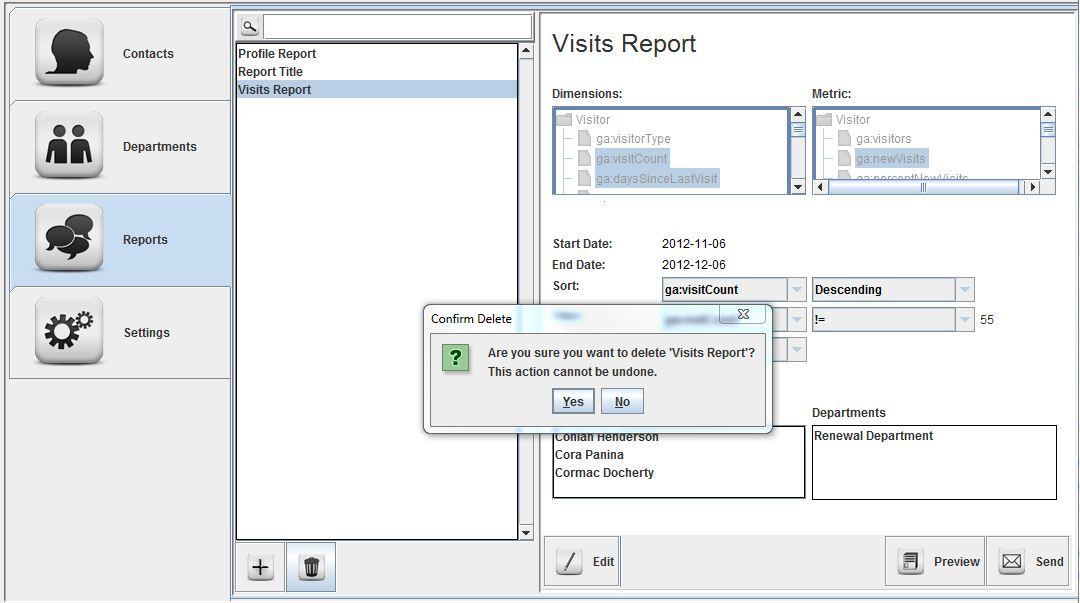 Contacts
Departments
Reports
Settings
Profile Report
Report Title
Visits Report
Visits Report
Dimensions:
Metric:
Visitor
ga:visitorType
ga:visitCount
ga:daysSinceLastVisit
Visitor
ga:visitors
ga:newVisits
ga:percentNewVisits
Start Date: 2012-11-06
End Date: 2012-12-06
Sort: ga:visitCount Descending
!= 55
Confirm Delete
Are you sure you want to delete 'Visits Report'?
This action cannot be undone.
Yes No
Departments
Conlan Henderson
Cora Panina
Cormac Docherty
Renewal Department
Edit
Preview
Send